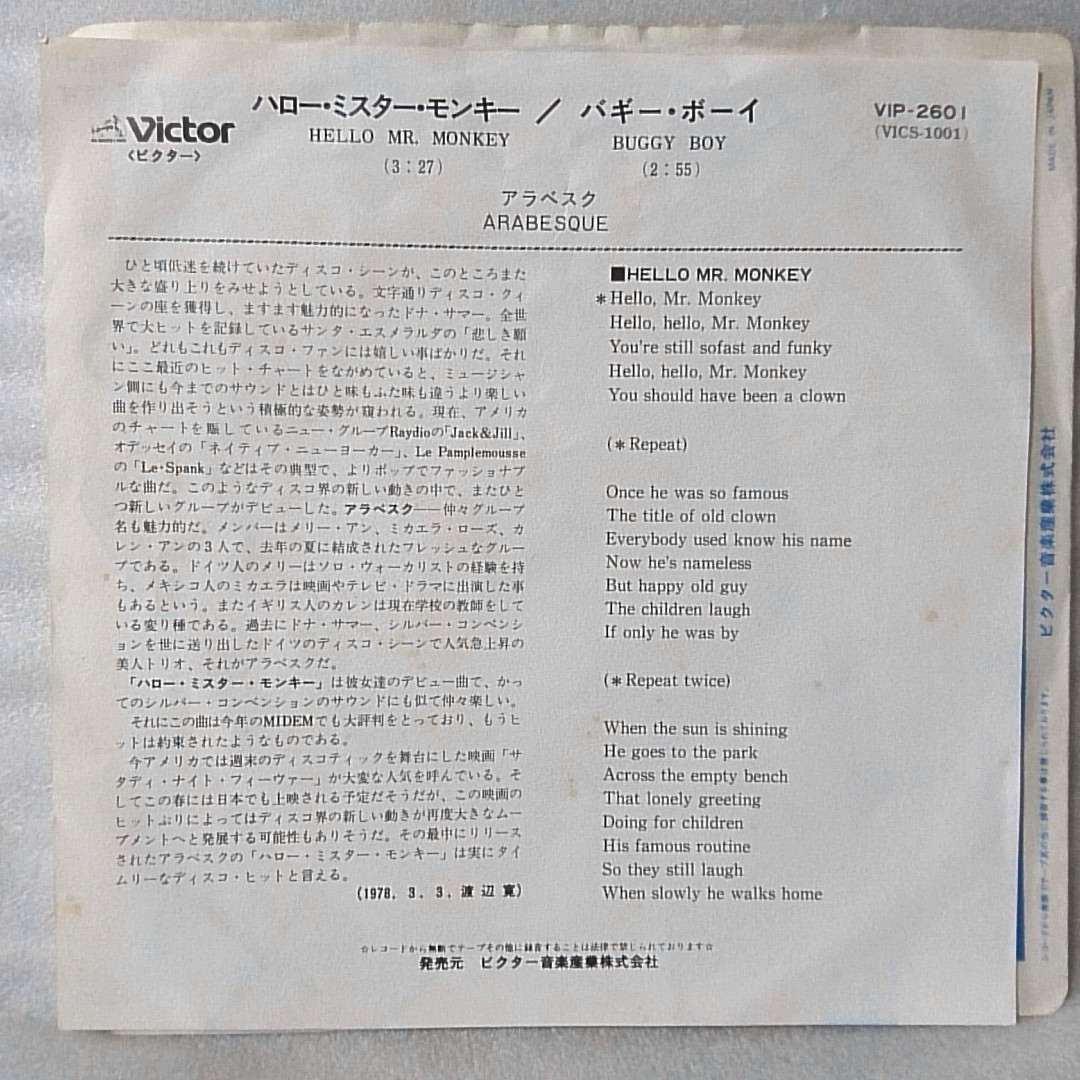 ハロー・ミスター・モンキー / バギー・ボーイ
HELLO MR. MONKEY BUGGY BOY
(3:27) (2:55)
Victor
〈ビクター〉
VIP-2601
(VICS-1001)
アラベスク
ARABESQUE
ひと頃低迷を続けていたディスコ・シーンが、このところまた
大きな盛り上りをみせようとしている。文字通りディスコ・クィ
ーンの座を獲得し、ますます魅力的になったドナ・サマー。全世
界で大ヒットを記録しているサンタ・エスメラルダの「悲しき願
い」。どれもこれもディスコ・ファンには嬉しい事ばかりだ。それ
にここ最近のヒット・チャートをながめていると、ミュージシャ
ン側にも今までのサウンドとはひと味もふた味も違うより楽しい
曲を作り出そうという積極的な姿勢が窺われる。現在、アメリカ
のチャートを賑しているニュー・グループRaydioの「Jack&Jill」、
オデッセイの「ネイティブ・ニューヨーカー」、Le Pamplemousse
の「Le・Spank」などはその典型で、よりポップでファッショナブ
ルな曲だ。このようなディスコ界の新しい動きの中で、またひと
つ新しいグループがデビューした。アラベスク——仲々グループ
名も魅力的だ。メンバーはメリー・アン、ミカエラ・ローズ、カ
レン・アンの3人で、去年の夏に結成されたフレッシュなグルー
プである。ドイツ人のメリーはソロ・ヴォーカリストの経験を持
ち、メキシコ人のミカエラは映画やテレビ・ドラマに出演した事
もあるという。またイギリス人のカレンは現在学校の教師をして
いる変り種である。過去にドナ・サマー、シルバー・コンベンシ
ョンを世に送り出したドイツのディスコ・シーンで人気急上昇の
美人トリオ、それがアラベスクだ。
「ハロー・ミスター・モンキー」は彼女達のデビュー曲で、かっ
てのシルバー・コンベンションのサウンドにも似て仲々楽しい。
それにこの曲は今年のMIDEMでも大評判をとっており、もうヒ
ットは約束されたようなものである。
今アメリカでは週末のディスコティックを舞台にした映画「サ
タディ・ナイト・フィーヴァー」が大変な人気を呼んでいる。そ
してこの春には日本でも上映される予定だそうだが、この映画の
ヒットぶりによってはディスコ界の新しい動きが再度大きなムー
ブメントへと発展する可能性もありそうだ。その最中にリリース
されたアラベスクの「ハロー・ミスター・モンキー」は実にタイ
ムリーなディスコ・ヒットと言える。
(1978. 3. 3. 渡辺 寛)
■HELLO MR. MONKEY
*Hello, Mr. Monkey
Hello, hello, Mr. Monkey
You're still sofast and funky
Hello, hello, Mr. Monkey
You should have been a clown
(*Repeat)
Once he was so famous
The title of old clown
Everybody used know his name
Now he's nameless
But happy old guy
The children laugh
If only he was by
(*Repeat twice)
When the sun is shining
He goes to the park
Across the empty bench
That lonely greeting
Doing for children
His famous routine
So they still laugh
When slowly he walks home
☆レコードから無断でテープその他に録音することは法律で禁じられております☆
発売元 ビクター音楽産業株式会社
MADE IN JAPAN
ビクター音楽産業株式会社